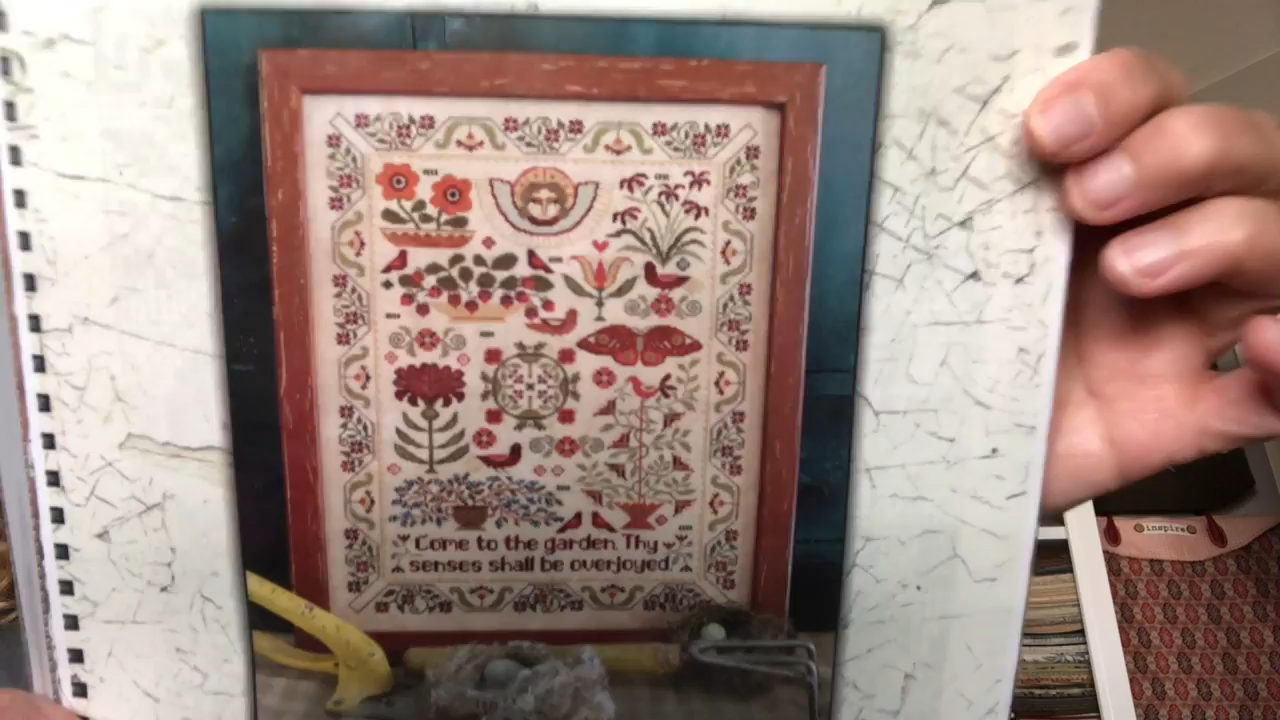 Come to the garden. Thy
senses shall be overjoyed.
inspire